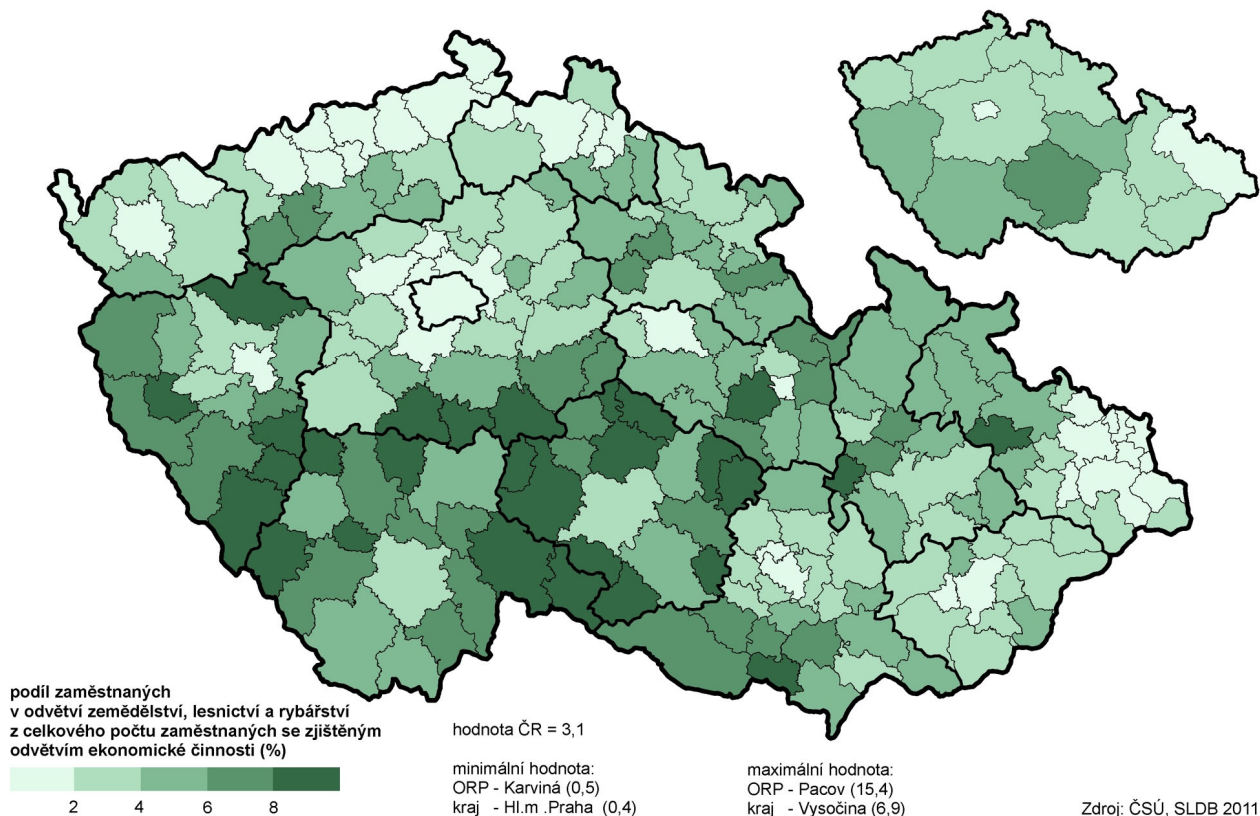 podíl zaměstnaných
v odvětví zemědělství, lesnictví a rybářství
z celkového počtu zaměstnaných se zjištěným
odvětvím ekonomické činnosti (%)
2 4 6 8
hodnota ČR = 3,1
minimální hodnota:
ORP - Karviná (0,5)
kraj - Hl.m .Praha (0,4)
maximální hodnota:
ORP - Pacov (15,4)
kraj - Vysočina (6,9)
Zdroj: ČSÚ, SLDB 2011